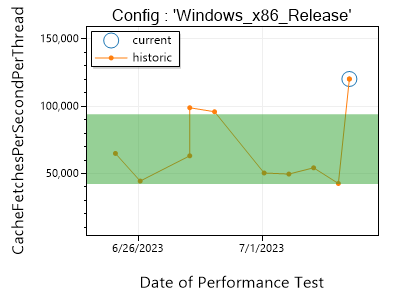 Config : 'Windows_x86_Release'
current
historic
150,000
100,000
50,000
CacheFetchesPerSecondPerThread
6/26/2023
7/1/2023
Date of Performance Test